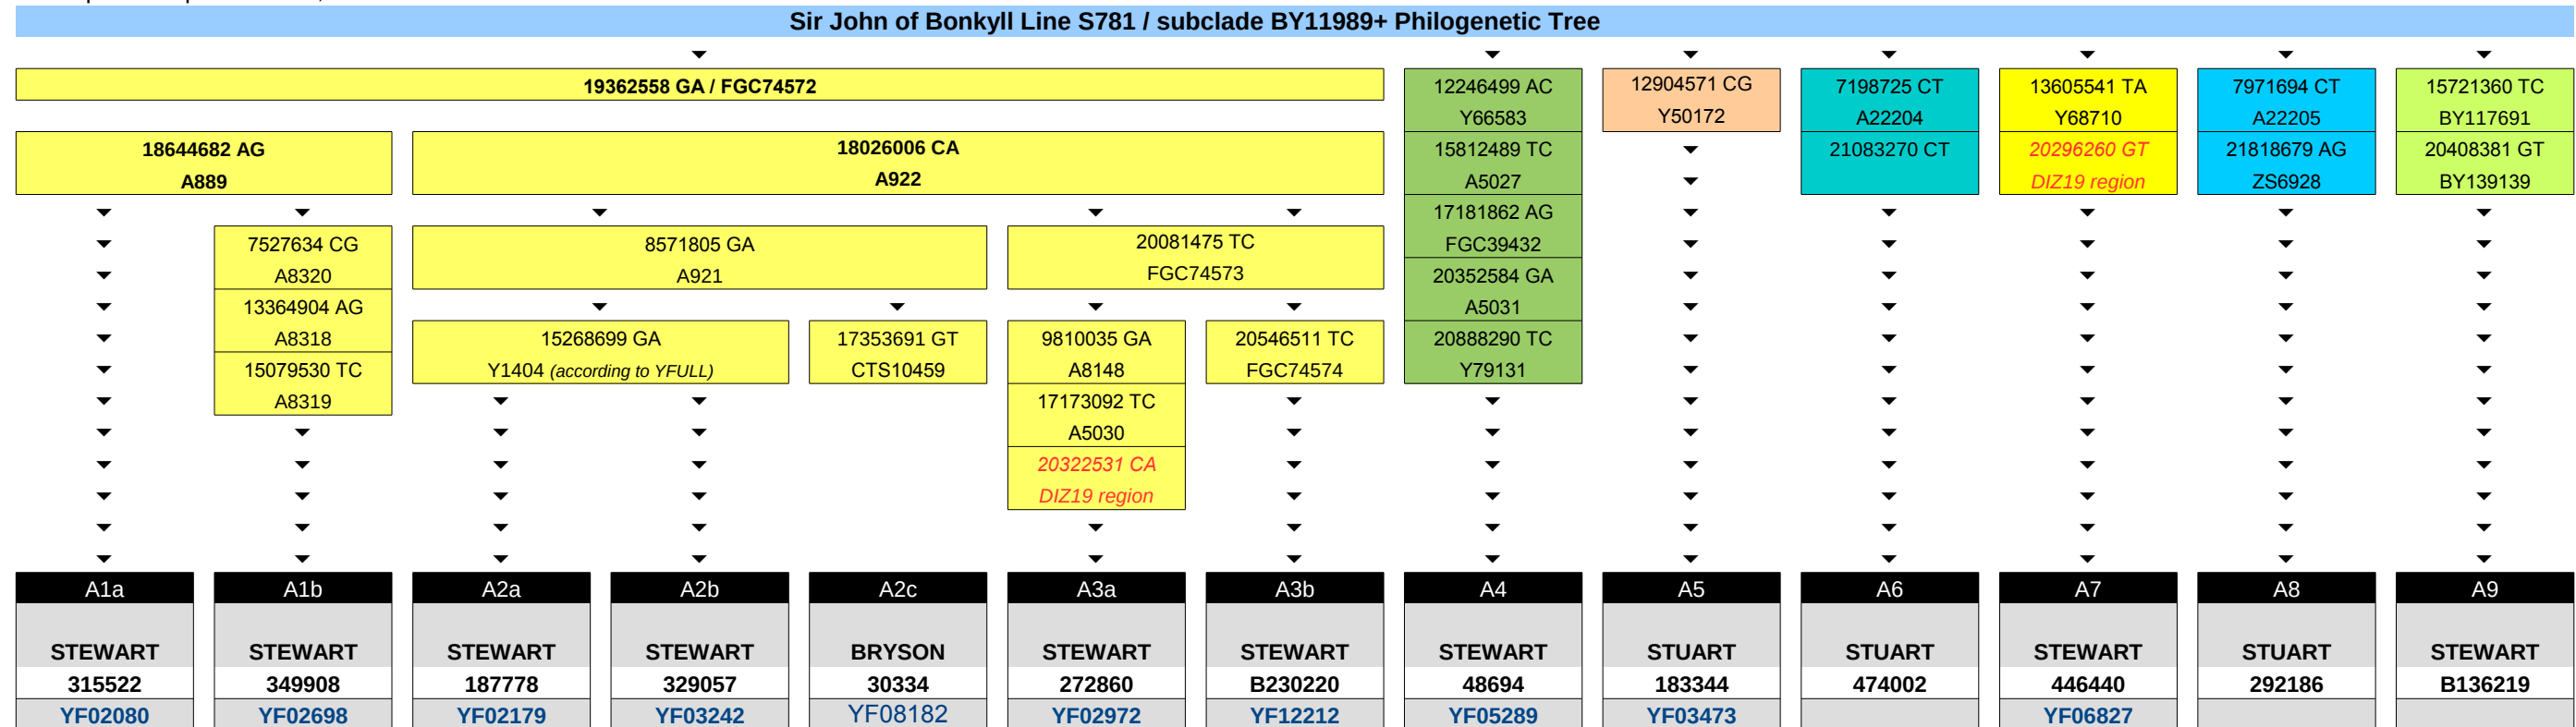 Sir John of Bonkyll Line S781 / subclade BY11989+ Philogenetic Tree
19362558 GA / FGC74572
12246499 AC
Y66583
12904571 CG
Y50172
7198725 CT
A22204
13605541 TA
Y68710
7971694 CT
A22205
15721360 TC
BY117691
18644682 AG
A889
18026006 CA
A922
15812489 TC
A5027
21083270 CT
20296260 GT
DIZ19 region
21818679 AG
ZS6928
20408381 GT
BY139139
17181862 AG
FGC39432
7527634 CG
A8320
8571805 GA
A921
20081475 TC
FGC74573
20352584 GA
A5031
13364904 AG
A8318
15268699 GA
Y1404 (according to YFULL)
17353691 GT
CTS10459
9810035 GA
A8148
20546511 TC
FGC74574
20888290 TC
Y79131
15079530 TC
A8319
17173092 TC
A5030
20322531 CA
DIZ19 region
A1a A1b A2a A2b A2c A3a A3b A4 A5 A6 A7 A8 A9
STEWART STEWART STEWART STEWART BRYSON STEWART STEWART STEWART STUART STUART STEWART STUART STEWART
315522 349908 187778 329057 30334 272860 B230220 48694 183344 474002 446440 292186 B136219
YF02080 YF02698 YF02179 YF03242 YF08182 YF02972 YF12212 YF05289 YF03473 YF06827